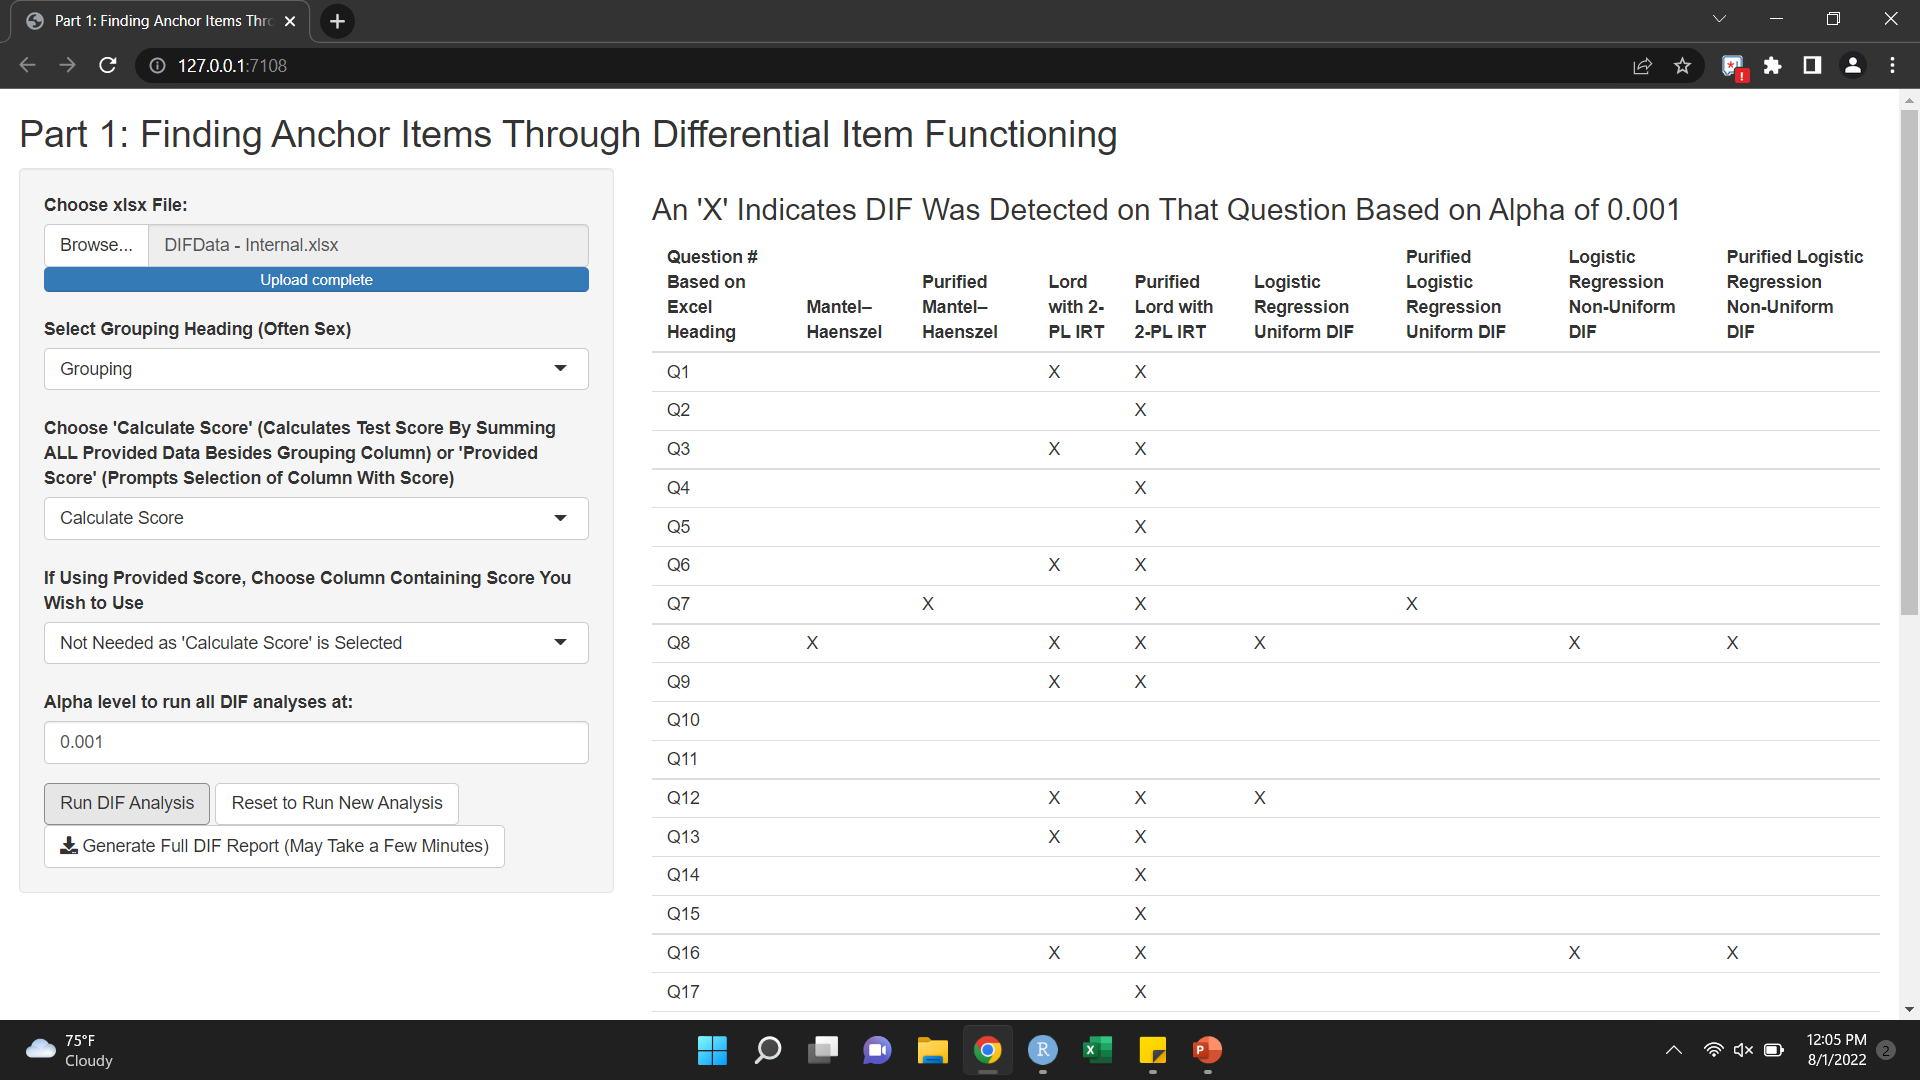 Part 1: Finding Anchor Items Thro
127.0.0.1:7108
Part 1: Finding Anchor Items Through Differential Item Functioning
Choose xlsx File:
Browse... DIFData - Internal.xlsx
Upload complete
Select Grouping Heading (Often Sex)
Grouping
Choose 'Calculate Score' (Calculates Test Score By Summing
ALL Provided Data Besides Grouping Column) or 'Provided
Score' (Prompts Selection of Column With Score)
Calculate Score
If Using Provided Score, Choose Column Containing Score You
Wish to Use
Not Needed as 'Calculate Score' is Selected
Alpha level to run all DIF analyses at:
0.001
Run DIF Analysis Reset to Run New Analysis
Generate Full DIF Report (May Take a Few Minutes)
An 'X' Indicates DIF Was Detected on That Question Based on Alpha of 0.001
Question # Purified Logistic Purified Logistic
Based on Purified Lord Purified Logistic Logistic Regression Regression
Excel Mantel– Mantel– with 2- Lord with Regression Regression Non-Uniform Non-Uniform
Heading Haenszel Haenszel PL IRT 2-PL IRT Uniform DIF Uniform DIF DIF DIF
Q1 X X
Q2 X
Q3 X X
Q4 X
Q5 X
Q6 X X
Q7 X X X
Q8 X X X X X X
Q9 X X
Q10
Q11
Q12 X X X
Q13 X X
Q14 X
Q15 X
Q16 X X X X
Q17 X
75°F
Cloudy
12:05 PM
8/1/2022
2